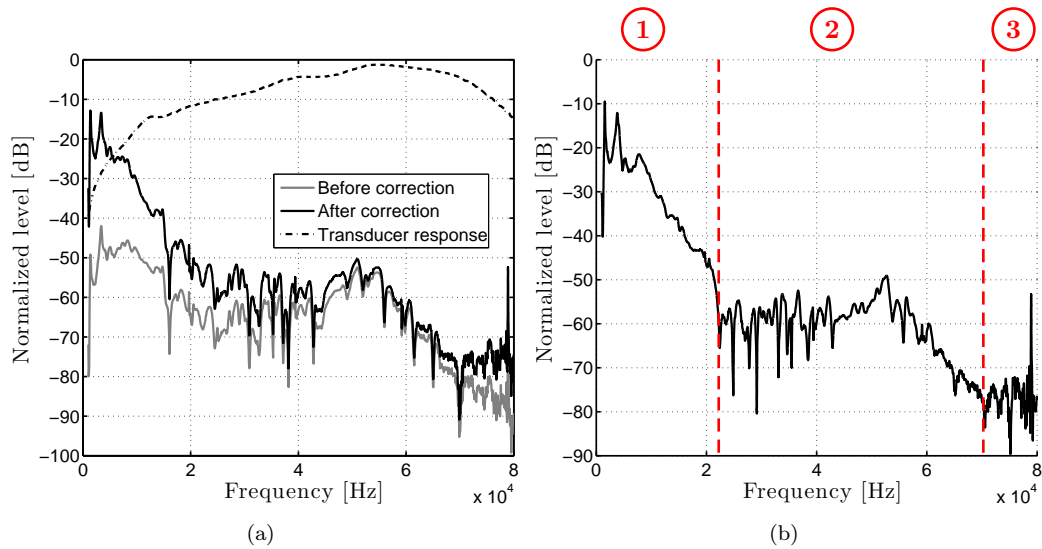 1 2 3
0
−10
−20
−30
−40
−50
−60
−70
−80
−90
−100
Normalized level [dB]
Before correction
After correction
Transducer response
0 2 4 6 8
Frequency [Hz]
x 10^4
(a)
0
−10
−20
−30
−40
−50
−60
−70
−80
−90
Normalized level [dB]
0 2 4 6 8
Frequency [Hz]
x 10^4
(b)